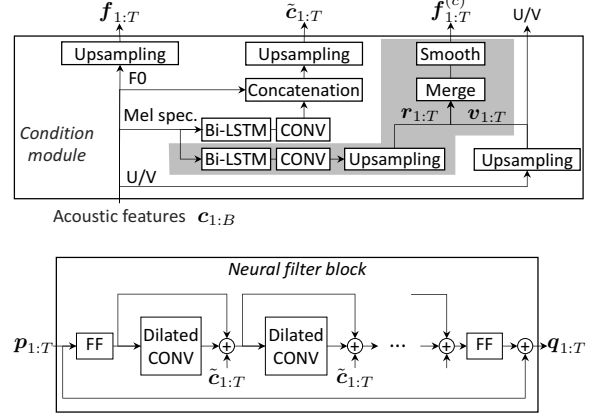 f1:T c̃1:T f(c)1:T U/V
Upsampling Upsampling Smooth
F0 Concatenation Merge
Mel spec. r1:T v1:T
Condition module
Bi-LSTM CONV
Bi-LSTM CONV Upsampling Upsampling
U/V
Acoustic features c1:B
Neural filter block
p1:T FF Dilated CONV + Dilated CONV + ... + FF + q1:T
c̃1:T c̃1:T